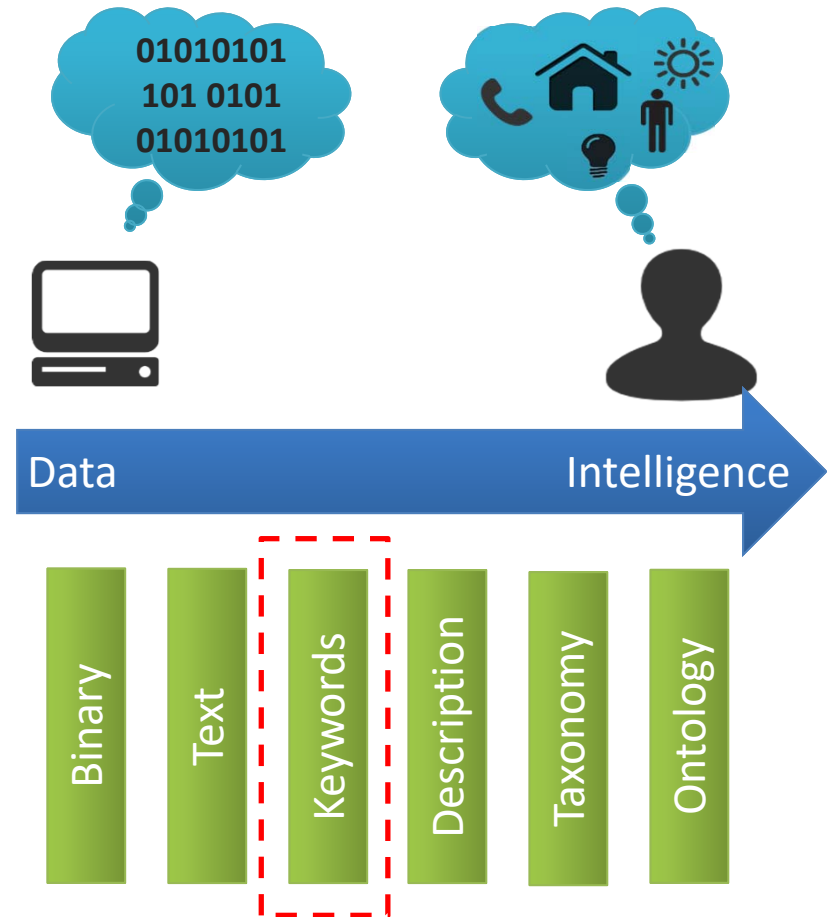 01010101
101 0101
01010101
Data
Intelligence
Binary
Text
Keywords
Description
Taxonomy
Ontology